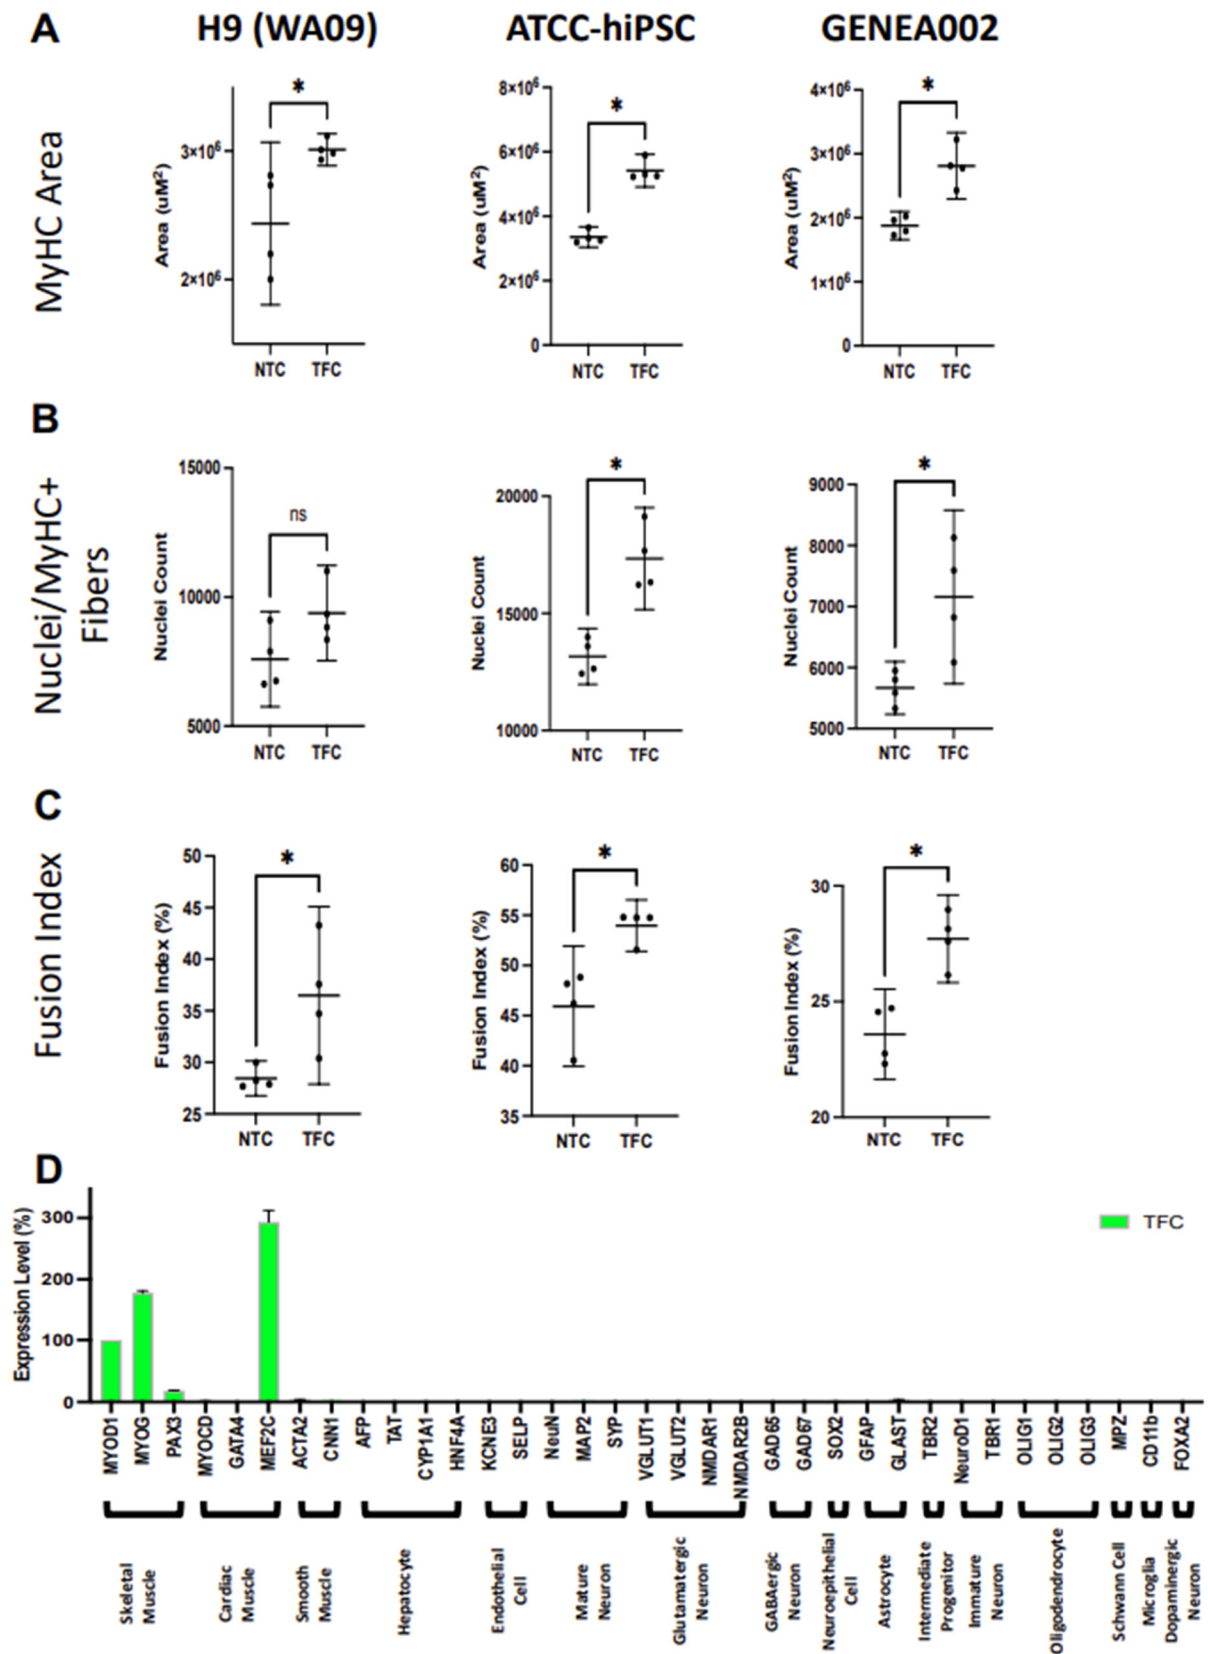 A
H9 (WA09)
ATCC-hiPSC
GENEA002
MyHC Area
Area (uM²)
3×10⁶
2×10⁶
*
NTC
TFC
Area (uM²)
8×10⁶
6×10⁶
4×10⁶
2×10⁶
0
*
NTC
TFC
Area (uM²)
4×10⁶
3×10⁶
2×10⁶
1×10⁶
0
*
NTC
TFC
B
Nuclei/MyHC+
Fibers
Nuclei Count
15000
10000
5000
ns
NTC
TFC
Nuclei Count
20000
15000
10000
*
NTC
TFC
Nuclei Count
9000
8000
7000
6000
5000
*
NTC
TFC
C
Fusion Index
Fusion Index (%)
50
45
40
35
30
25
*
NTC
TFC
Fusion Index (%)
60
55
50
45
40
35
*
NTC
TFC
Fusion Index (%)
30
25
20
*
NTC
TFC
D
Expression Level (%)
300
200
100
0
TFC
MYOD1
MYOG
PAX3
MYOCD
GATA4
MEF2C
ACTA2
CNN1
AFP
TAT
CYP1A1
HNF4A
KCNE3
SELP
NeuN
MAP2
SYP
VGLUT1
VGLUT2
NMDAR1
NMDAR2B
GAD65
GAD67
SOX2
GFAP
GLAST
TBR2
NeuroD1
TBR1
OLIG1
OLIG2
OLIG3
MPZ
CD11b
FOXA2
Skeletal
Muscle
Cardiac
Muscle
Smooth
Muscle
Hepatocyte
Endothelial
Cell
Mature
Neuron
Glutamatergic
Neuron
GABAergic
Neuron
Neuroepithelial
Cell
Astrocyte
Intermediate
Progenitor
Immature
Neuron
Oligodendrocyte
Schwann Cell
Microglia
Dopaminergic
Neuron